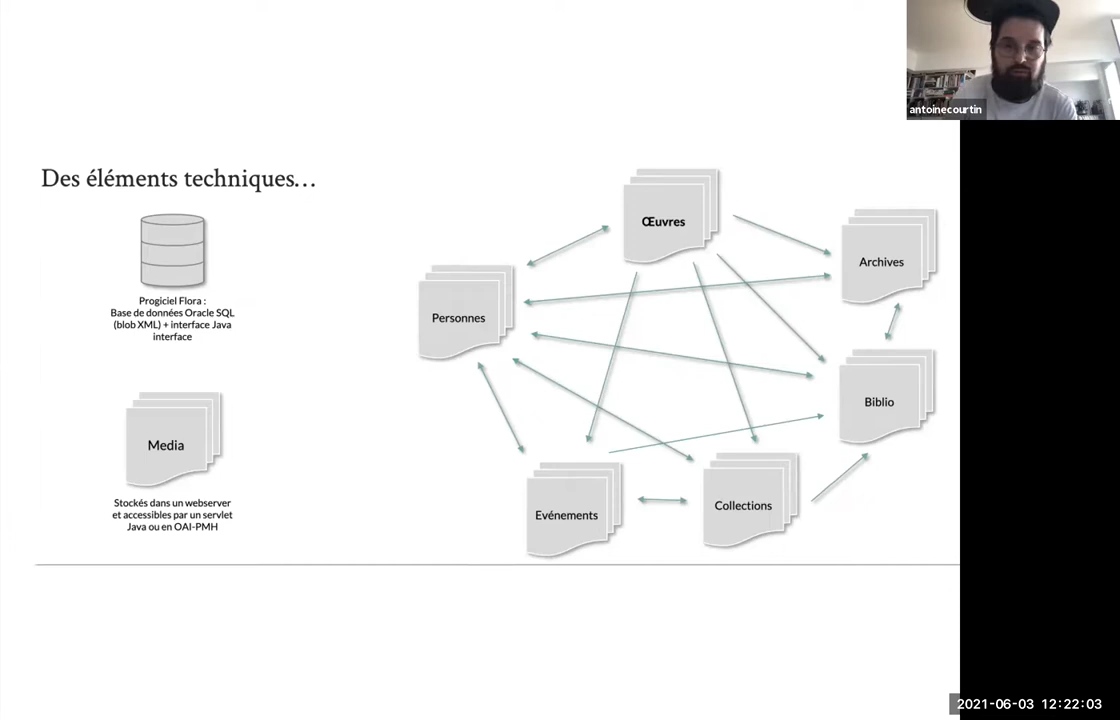 antoinecourtin
Des éléments techniques...
Progiciel Flora :
Base de données Oracle SQL
(blob XML) + interface Java
interface
Media
Stockés dans un webserver
et accessibles par un servlet
Java ou en OAI-PMH
Œuvres
Archives
Personnes
Biblio
Evénements
Collections
2021-06-03 12:22:03